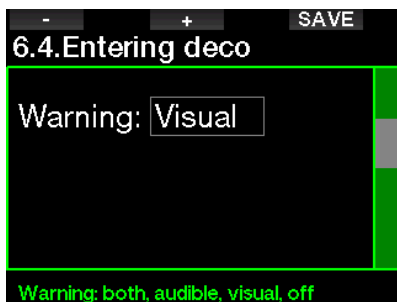 - + SAVE
6.4.Entering deco
Warning: Visual
Warning: both, audible, visual, off